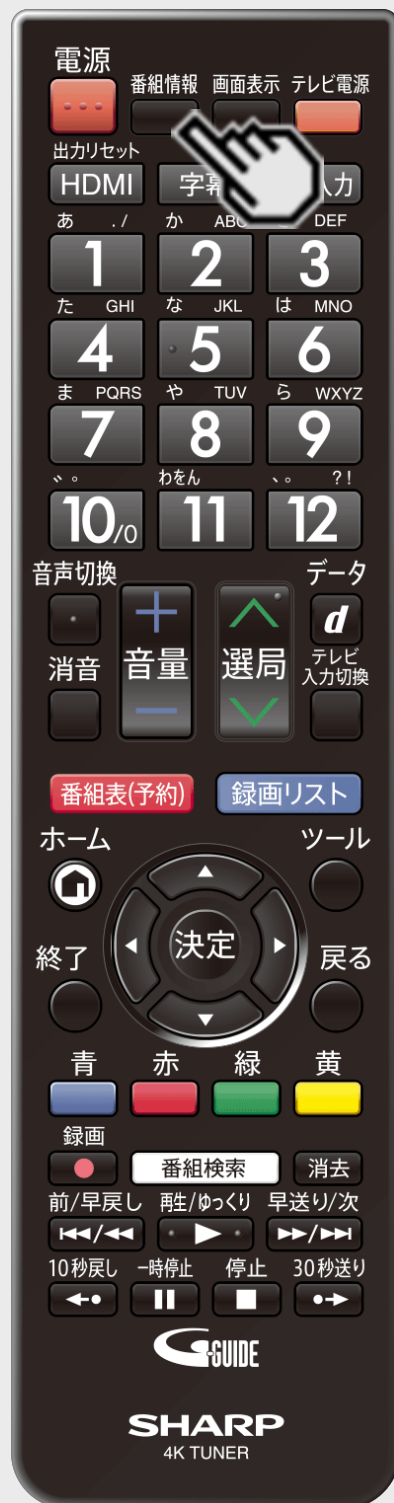 電源
番組情報 画面表示 テレビ電源
出力リセット
HDMI 字幕 入力
あ ./ か ABC DEF
1 2 3
た GHI な JKL は MNO
4 5 6
ま PQRS や TUV ら WXYZ
7 8 9
゛゜ わをん 、。 ?!
10/0 11 12
音声切換 データ
d
消音 音量 選局 テレビ
入力切換
番組表(予約) 録画リスト
ホーム ツール
決定
終了 戻る
青 赤 緑 黄
録画
番組検索 消去
前/早戻し 再生/ゆっくり 早送り/次
10秒戻し 一時停止 停止 30秒送り
G-GUIDE
SHARP
4K TUNER